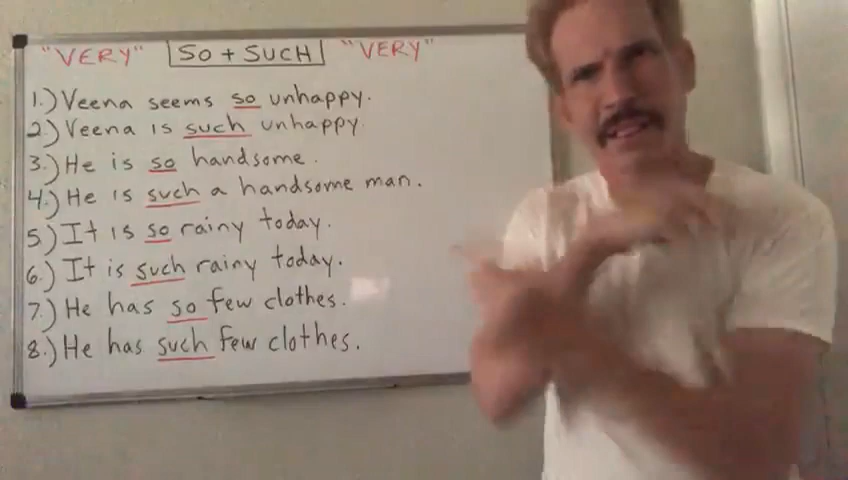 "VERY" SO + SUCH "VERY"
1.) Veena seems so unhappy.
2.) Veena is such unhappy.
3.) He is so handsome.
4.) He is such a handsome man.
5.) It is so rainy today.
6.) It is such rainy today.
7.) He has so few clothes.
8.) He has such few clothes.